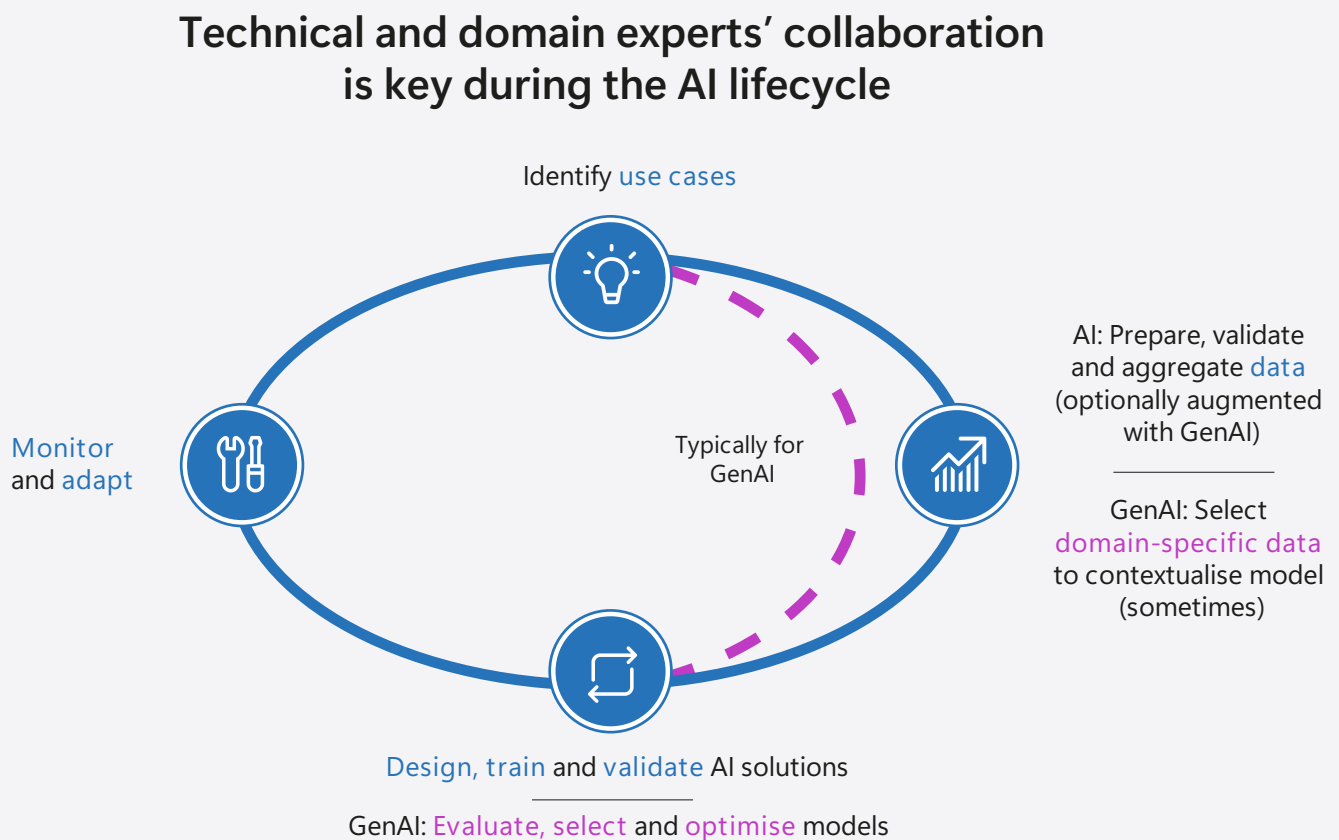 Technical and domain experts’ collaboration
is key during the AI lifecycle
Identify use cases
AI: Prepare, validate
and aggregate data
(optionally augmented
with GenAI)
GenAI: Select
domain-specific data
to contextualise model
(sometimes)
Typically for
GenAI
Monitor
and adapt
Design, train and validate AI solutions
GenAI: Evaluate, select and optimise models